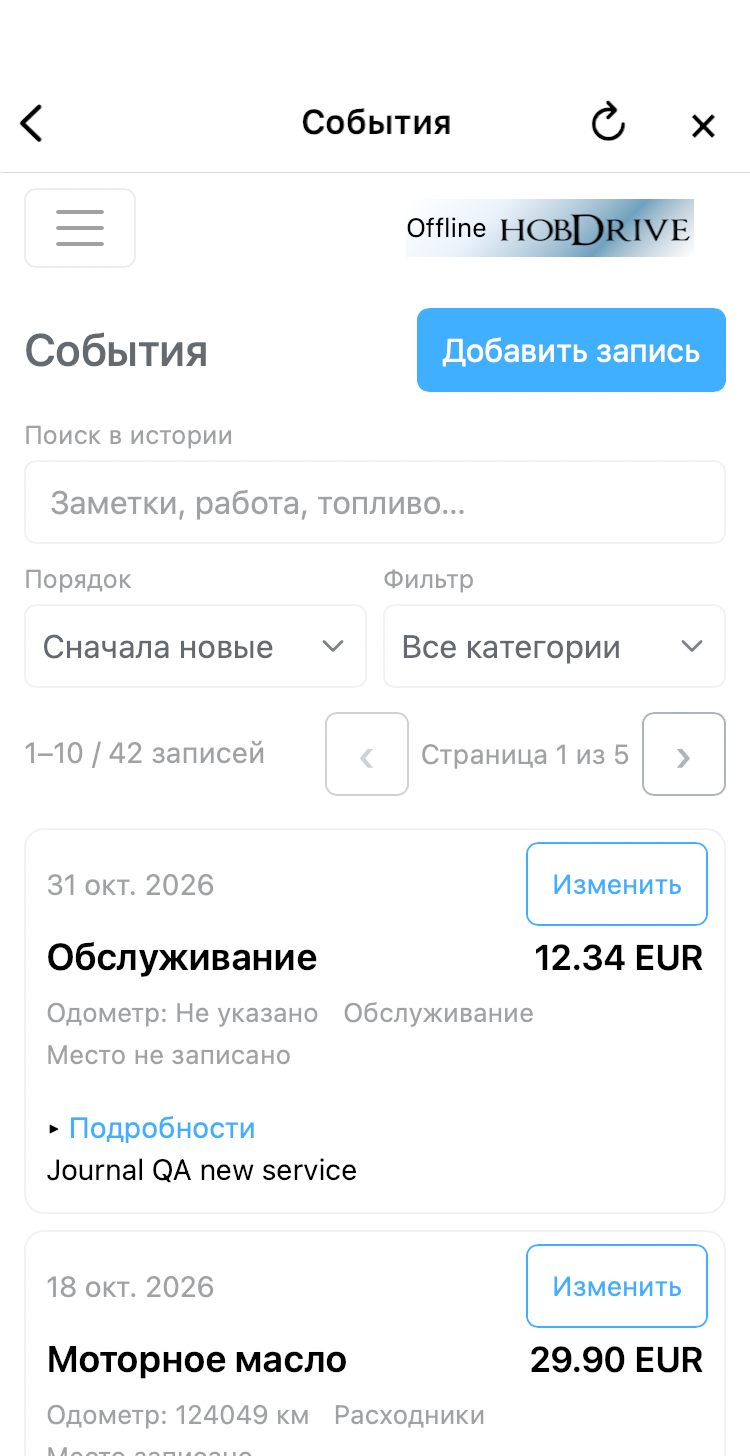 События
Offline HOBDRIVE
События
Добавить запись
Поиск в истории
Заметки, работа, топливо...
Порядок Фильтр
Сначала новые Все категории
1–10 / 42 записей ‹ Страница 1 из 5 ›
31 окт. 2026 Изменить
Обслуживание 12.34 EUR
Одометр: Не указано Обслуживание
Место не записано
▸ Подробности
Journal QA new service
18 окт. 2026 Изменить
Моторное масло 29.90 EUR
Одометр: 124049 км Расходники
Место записано